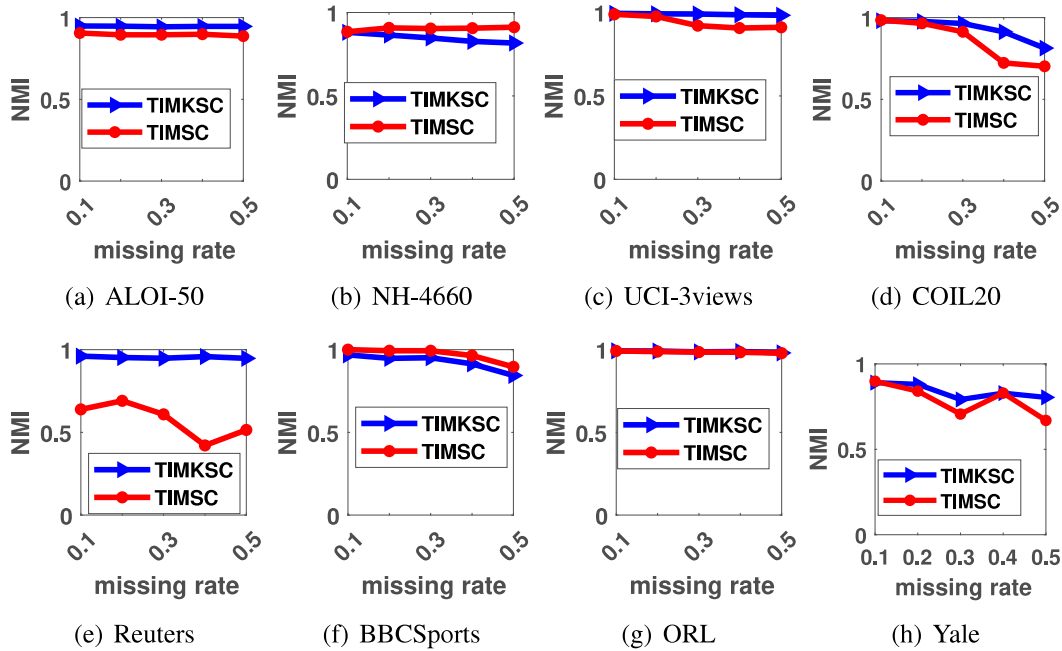 1
NMI
0.5
TIMKSC
TIMSC
0
0.1
0.3
0.5
missing rate
(a) ALOI-50
1
NMI
0.5
TIMKSC
TIMSC
0
0.1
0.3
0.5
missing rate
(b) NH-4660
1
NMI
0.5
TIMKSC
TIMSC
0
0.1
0.3
0.5
missing rate
(c) UCI-3views
1
NMI
0.5
TIMKSC
TIMSC
0
0.1
0.3
0.5
missing rate
(d) COIL20
1
NMI
0.5
TIMKSC
TIMSC
0
0.1
0.3
0.5
missing rate
(e) Reuters
1
NMI
0.5
TIMKSC
TIMSC
0
0.1
0.3
0.5
missing rate
(f) BBCSports
1
NMI
0.5
TIMKSC
TIMSC
0
0.1
0.3
0.5
missing rate
(g) ORL
1
NMI
0.5
TIMKSC
TIMSC
0
0.1 0.2 0.3 0.4 0.5
missing rate
(h) Yale